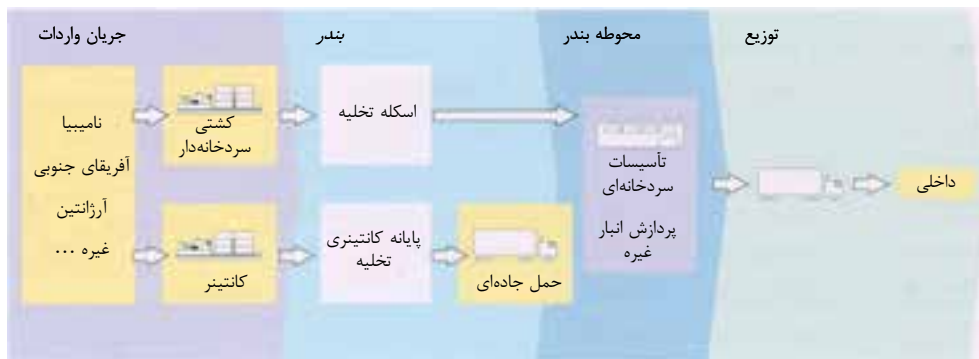 جریان واردات
بندر
محوطه بندر
توزیع
نامیبیا
آفریقای جنوبی
آرژانتین
غیره ...
کشتی
سردخانه‌دار
کانتینر
اسکله تخلیه
پایانه کانتینری
تخلیه
حمل جاده‌ای
تأسیسات
سردخانه‌ای
پردازش انبار
غیره
داخلی